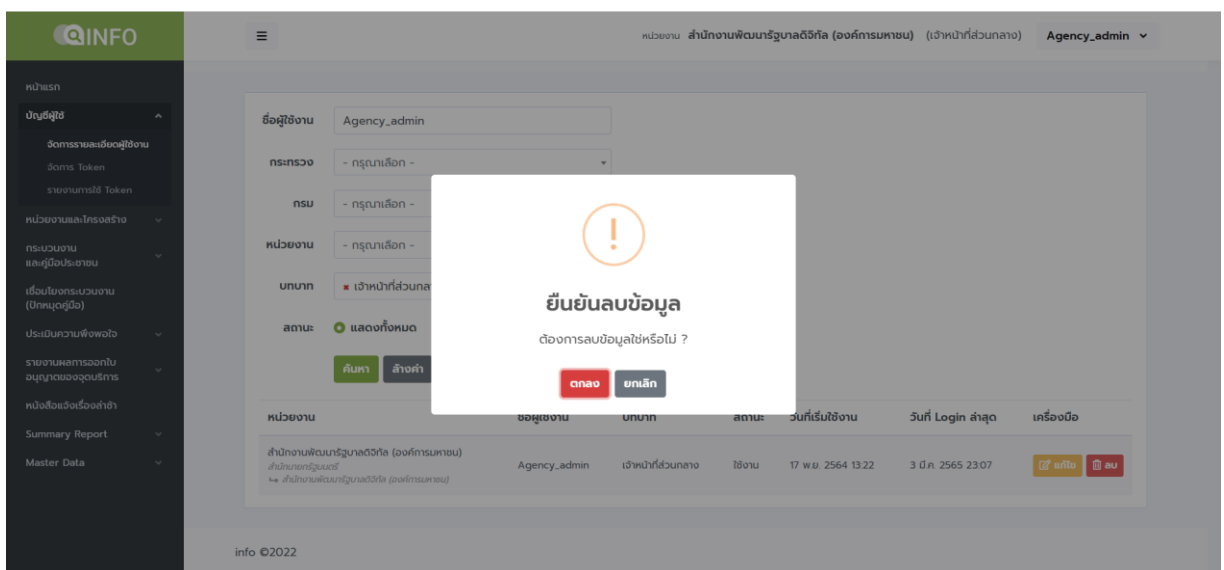 INFO
หน่วยงาน สำนักงานพัฒนารัฐบาลดิจิทัล (องค์การมหาชน) (เจ้าหน้าที่ส่วนกลาง) Agency_admin
หน้าแรก
บัญชีผู้ใช้
จัดการรายละเอียดผู้ใช้งาน
จัดการ Token
รายงานการใช้ Token
หน่วยงานและโครงสร้าง
กระบวนงาน
และคู่มือประชาชน
เชื่อมโยงกระบวนงาน
(ปักหมุดคู่มือ)
ประเมินความพึงพอใจ
รายงานผลการออกใบ
อนุญาตของจุดบริการ
หนังสือแจ้งเรื่องล่าช้า
Summary Report
Master Data
ชื่อผู้ใช้งาน Agency_admin
กระทรวง - กรุณาเลือก -
กรม - กรุณาเลือก -
หน่วยงาน - กรุณาเลือก -
บทบาท × เจ้าหน้าที่ส่วนกลา
สถานะ แสดงทั้งหมด
ค้นหา ล้างค่า
!
ยืนยันลบข้อมูล
ต้องการลบข้อมูลใช่หรือไม่ ?
ตกลง ยกเลิก
หน่วยงาน ชื่อผู้ใช้งาน บทบาท สถานะ วันที่เริ่มใช้งาน วันที่ Login ล่าสุด เครื่องมือ
สำนักงานพัฒนารัฐบาลดิจิทัล (องค์การมหาชน)
สำนักนายกรัฐมนตรี
↪ สำนักงานพัฒนารัฐบาลดิจิทัล (องค์การมหาชน)
Agency_admin เจ้าหน้าที่ส่วนกลาง ใช้งาน 17 พ.ย. 2564 13:22 3 มี.ค. 2565 23:07 แก้ไข ลบ
info ©2022